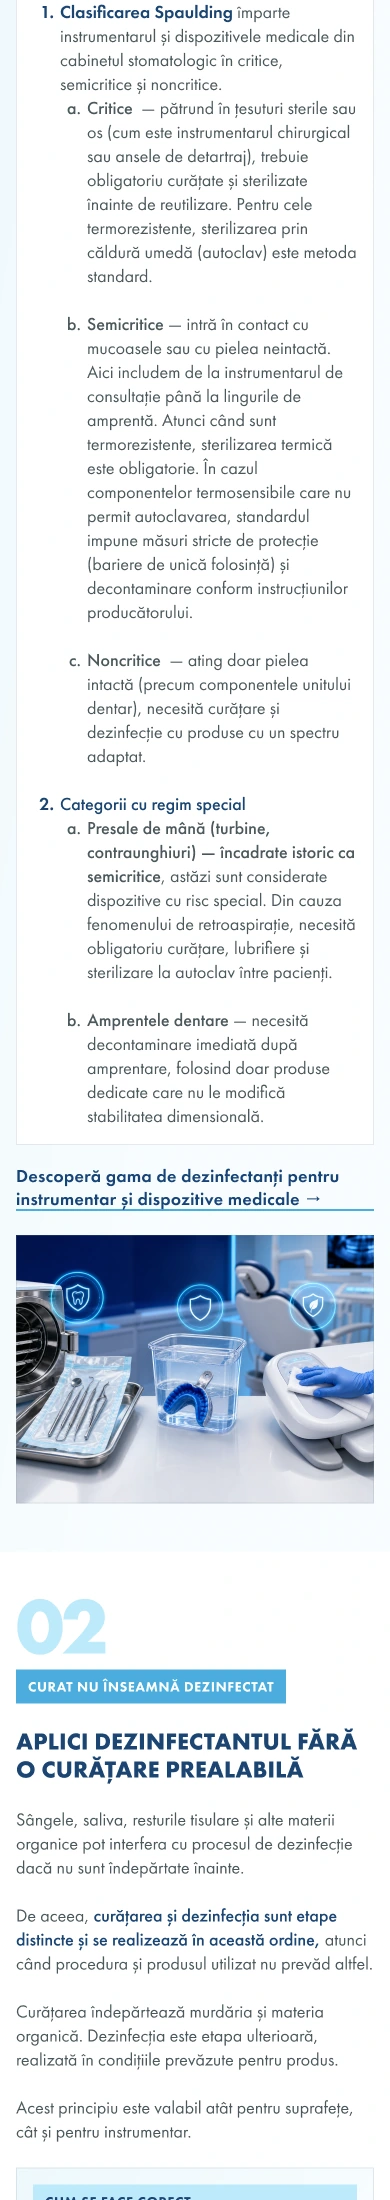 1. Clasificarea Spaulding împarte
instrumentarul și dispozitivele medicale din
cabinetul stomatologic în critice,
semicritice și noncritice.
a. Critice — pătrund în țesuturi sterile sau
os (cum este instrumentarul chirurgical
sau ansele de detartraj), trebuie
obligatoriu curățate și sterilizate
înainte de reutilizare. Pentru cele
termorezistente, sterilizarea prin
căldură umedă (autoclav) este metoda
standard.
b. Semicritice — intră în contact cu
mucoasele sau cu pielea neintactă.
Aici includem de la instrumentarul de
consultație până la lingurile de
amprentă. Atunci când sunt
termorezistente, sterilizarea termică
este obligatorie. În cazul
componentelor termosensibile care nu
permit autoclavarea, standardul
impune măsuri stricte de protecție
(bariere de unică folosință) și
decontaminare conform instrucțiunilor
producătorului.
c. Noncritice — ating doar pielea
intactă (precum componentele unitului
dentar), necesită curățare și
dezinfecție cu produse cu un spectru
adaptat.
2. Categorii cu regim special
a. Presale de mână (turbine,
contraunghiuri) — încadrate istoric ca
semicritice, astăzi sunt considerate
dispozitive cu risc special. Din cauza
fenomenului de retroaspirație, necesită
obligatoriu curățare, lubrifiere și
sterilizare la autoclav între pacienți.
b. Amprentele dentare — necesită
decontaminare imediată după
amprentare, folosind doar produse
dedicate care nu le modifică
stabilitatea dimensională.
Descoperă gama de dezinfectanți pentru
instrumentar și dispozitive medicale →
02
CURAT NU ÎNSEAMNĂ DEZINFECTAT
APLICI DEZINFECTANTUL FĂRĂ
O CURĂȚARE PREALABILĂ
Sângele, saliva, resturile tisulare și alte materii
organice pot interfera cu procesul de dezinfecție
dacă nu sunt îndepărtate înainte.
De aceea, curățarea și dezinfecția sunt etape
distincte și se realizează în această ordine, atunci
când procedura și produsul utilizat nu prevăd altfel.
Curățarea îndepărtează murdăria și materia
organică. Dezinfecția este etapa ulterioară,
realizată în condițiile prevăzute pentru produs.
Acest principiu este valabil atât pentru suprafețe,
cât și pentru instrumentar.
CUM SE FACE CORECT